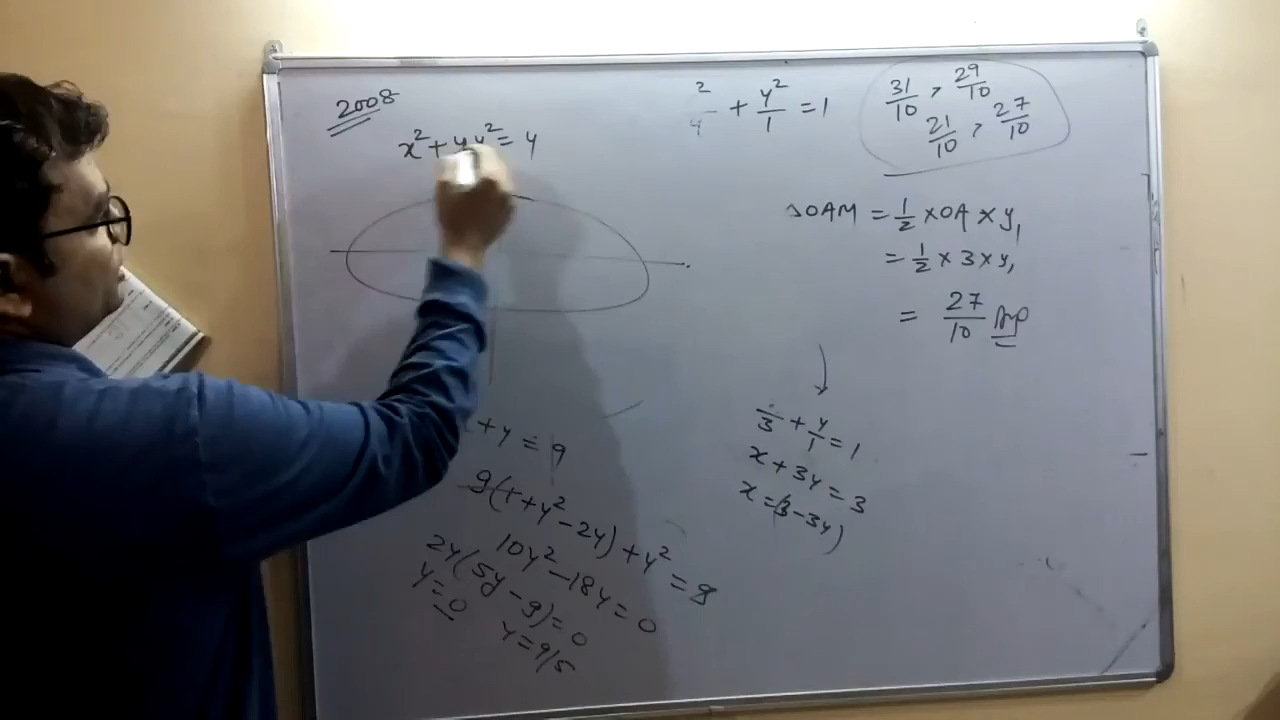 2008
x² + 4y² = 4
²/4 + y²/1 = 1
31/10, 29/10
21/10, 27/10
OAM = 1/2 × OA × y₁
= 1/2 × 3 × y₁
= 27/10
/3 + y/1 = 1
x + 3y = 3
x = (3 - 3y)
+ y = 9
9(1 + y² - 2y) + y² = 9
10y² - 18y = 0
2y(5y - 9) = 0
y = 0
y = 9/5